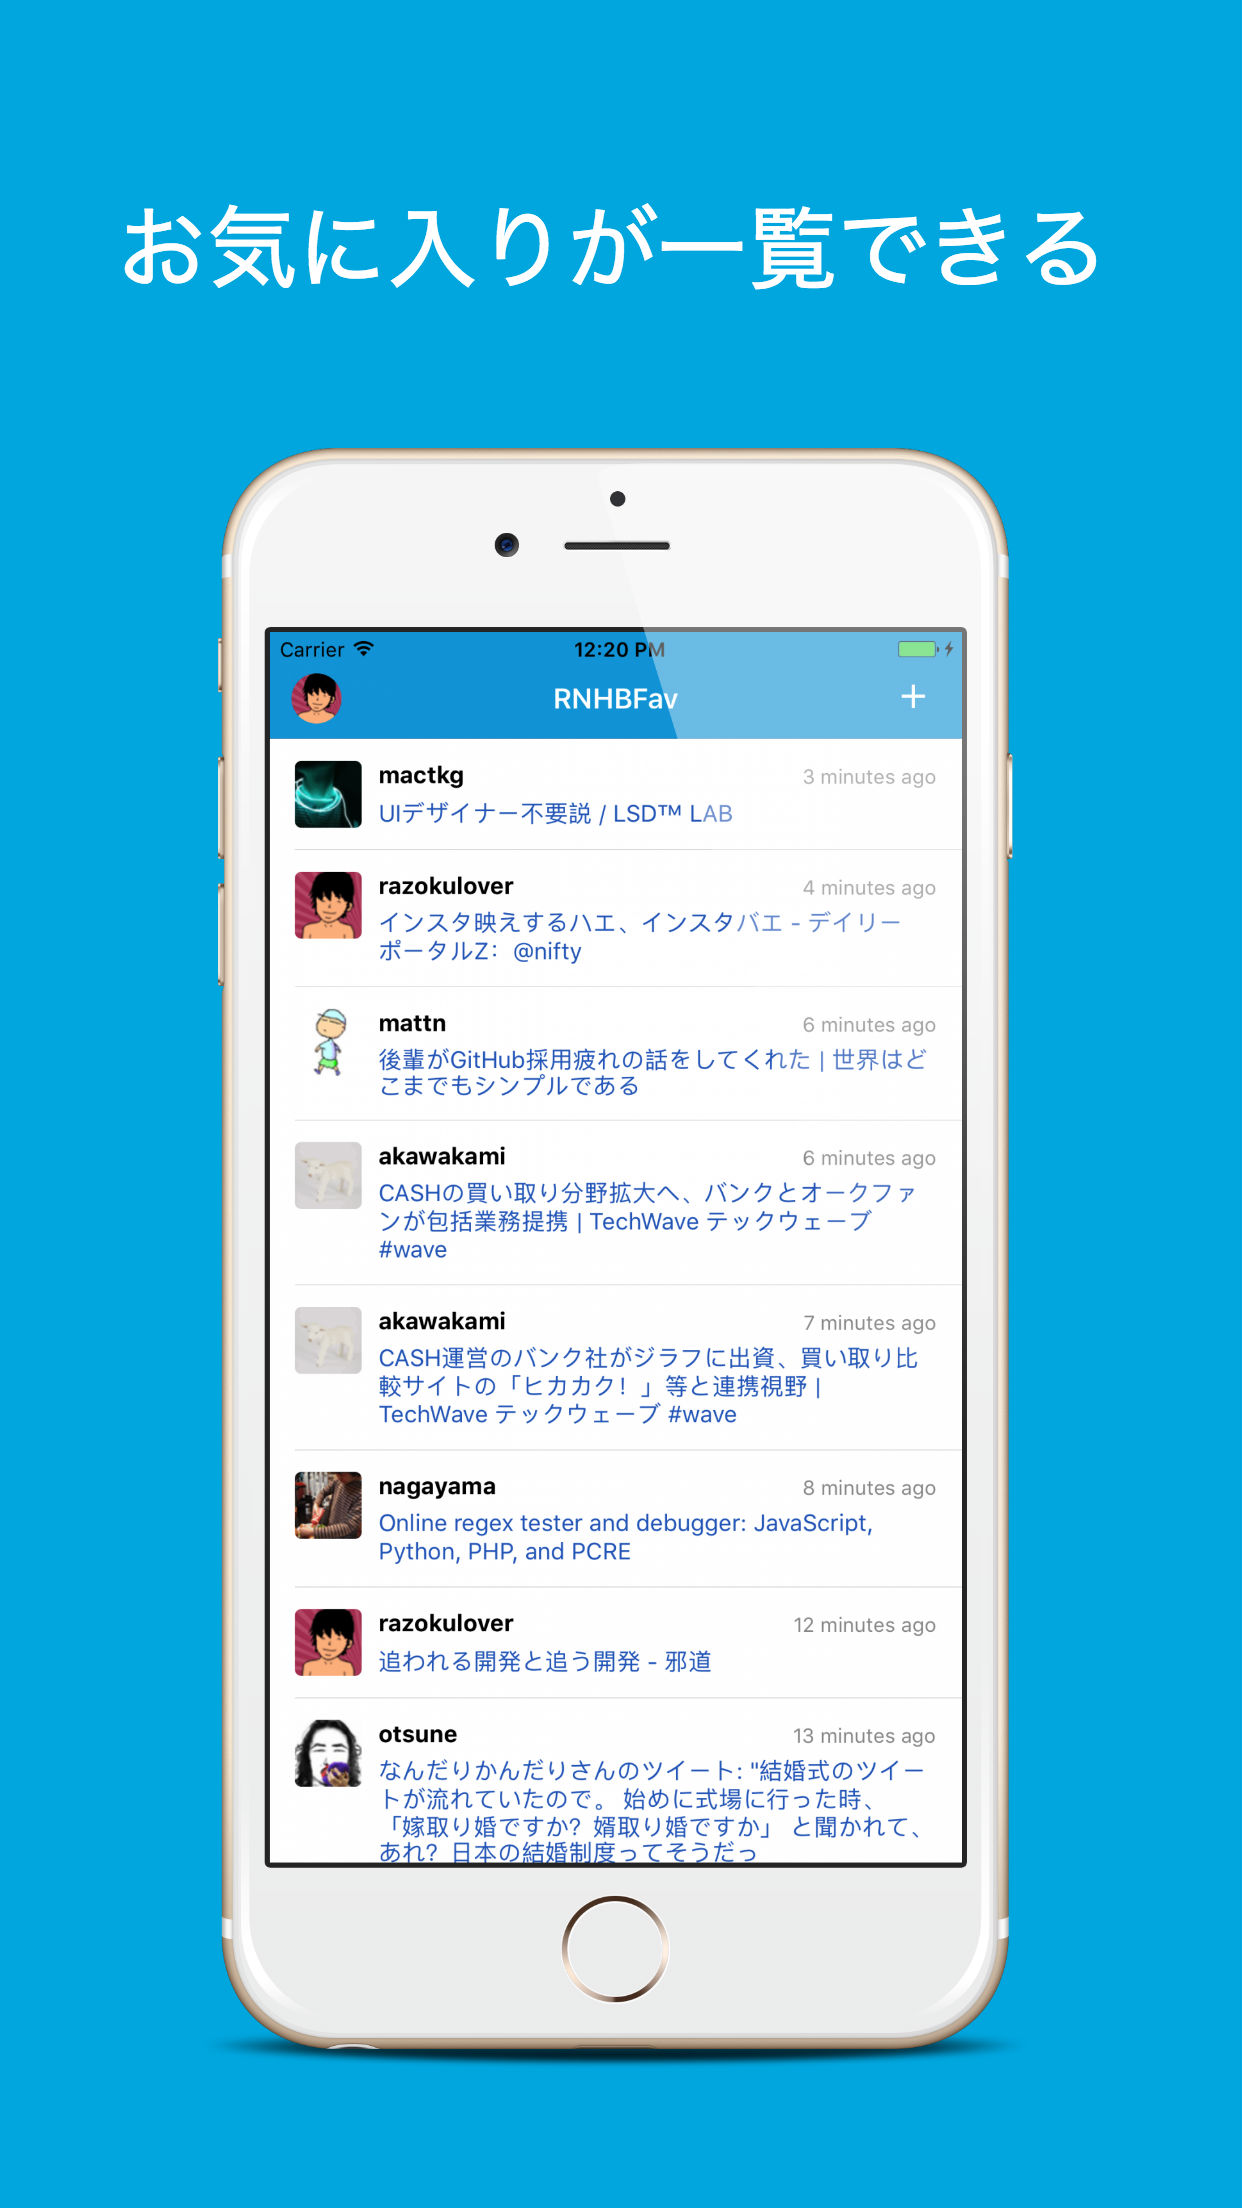 お気に入りが一覧できる
Carrier 12:20 PM
RNHBFav +
mactkg 3 minutes ago
UIデザイナー不要説 / LSD™ LAB
razokulover 4 minutes ago
インスタ映えするハエ、インスタバエ - デイリー
ポータルZ：@nifty
mattn 6 minutes ago
後輩がGitHub採用疲れの話をしてくれた | 世界はど
こまでもシンプルである
akawakami 6 minutes ago
CASHの買い取り分野拡大へ、バンクとオークファ
ンが包括業務提携 | TechWave テックウェーブ
#wave
akawakami 7 minutes ago
CASH運営のバンク社がジラフに出資、買い取り比
較サイトの「ヒカカク！」等と連携視野 |
TechWave テックウェーブ #wave
nagayama 8 minutes ago
Online regex tester and debugger: JavaScript,
Python, PHP, and PCRE
razokulover 12 minutes ago
追われる開発と追う開発 - 邪道
otsune 13 minutes ago
なんだりかんだりさんのツイート: "結婚式のツイー
トが流れていたので。 始めに式場に行った時、
「嫁取り婚ですか？婿取り婚ですか」 と聞かれて、
あれ？日本の結婚制度ってそうだっ